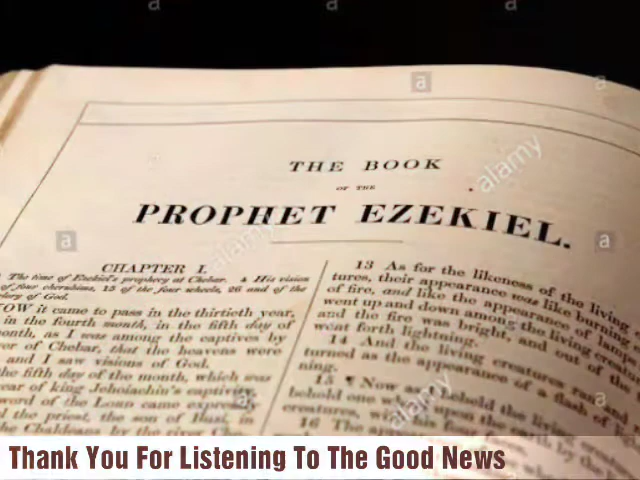 THE BOOK
OF THE
PROPHET EZEKIEL.
CHAPTER I.
The time of Ezekiel's prophecy at Chebar. 4 His vision
of four cherubims, 15 of the four wheels, 26 and of the
glory of God.
NOW it came to pass in the thirtieth year,
in the fourth month, in the fifth day of
month, as I was among the captives by
of Chebar, that the heavens were
and I saw visions of God.
the fifth day of the month, which was
year of king Jehoiachin's captivity,
word of the LORD came expressly
the priest, the son of Buzi, in
the Chaldeans by the river
13 As for the likeness of the living
tures, their appearance was like burning
of fire, and like the appearance of lamps
went up and down among the living
and the fire was bright, and out of the
went forth lightning.
14 And the living creatures ran and
turned as the appearance of a flash of
ning.
15 ¶ Now as I beheld the living
behold one wheel upon the
creatures, with his four faces.
16 The appearance
alamy
alamy
alamy
Thank You For Listening To The Good News